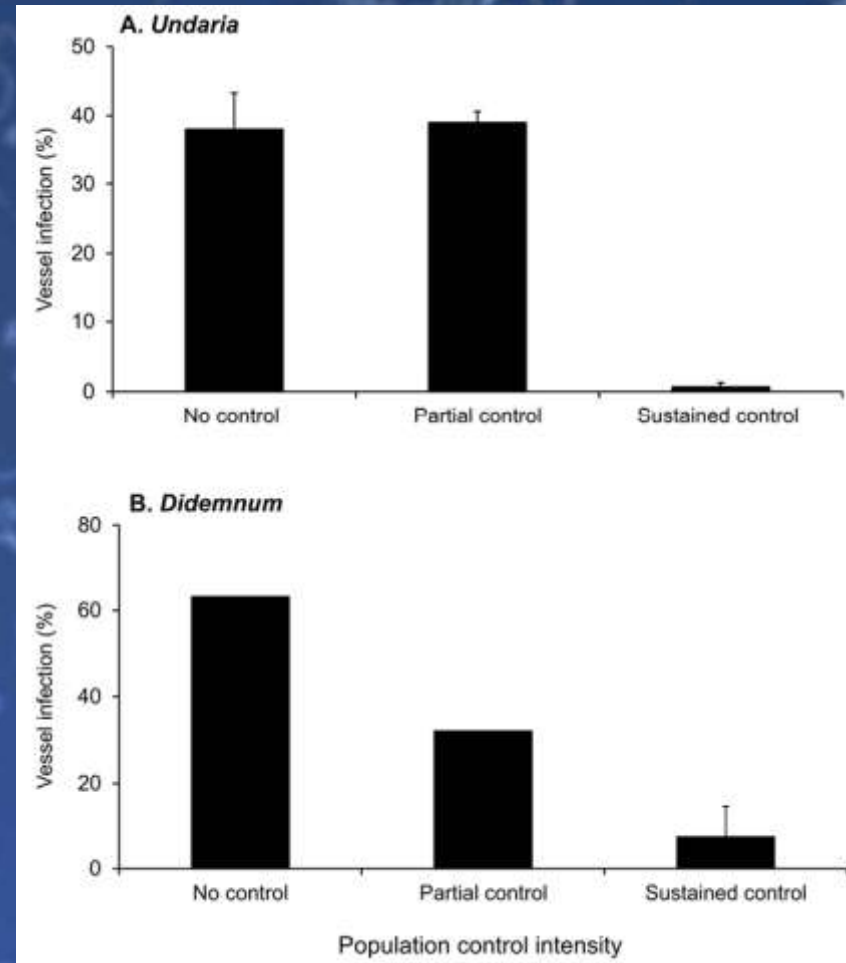 A. Undaria
50
40
30
20
10
0
Vessel infection (%)
No control Partial control Sustained control
B. Didemnum
80
60
40
20
0
Vessel infection (%)
No control Partial control Sustained control
Population control intensity